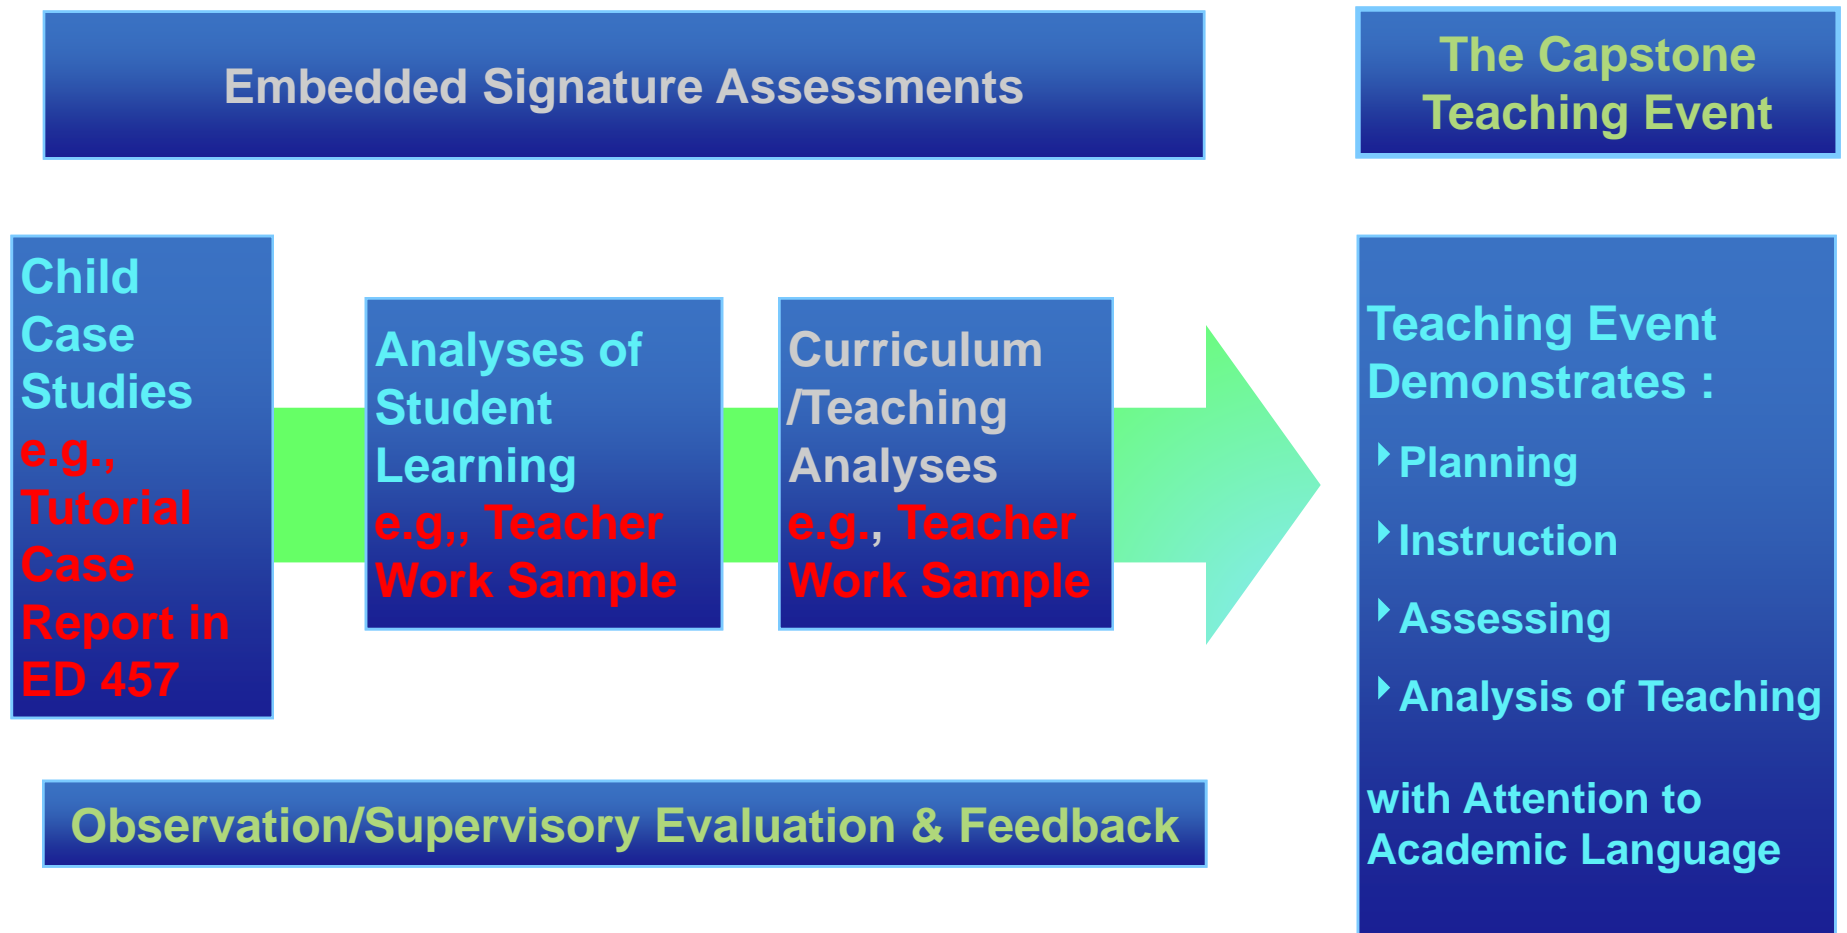 Embedded Signature Assessments
The Capstone
Teaching Event
Child
Case
Studies
e.g.,
Tutorial
Case
Report in
ED 457
Analyses of
Student
Learning
e.g,, Teacher
Work Sample
Curriculum
/Teaching
Analyses
e.g., Teacher
Work Sample
Teaching Event
Demonstrates :
Planning
Instruction
Assessing
Analysis of Teaching
with Attention to
Academic Language
Observation/Supervisory Evaluation & Feedback